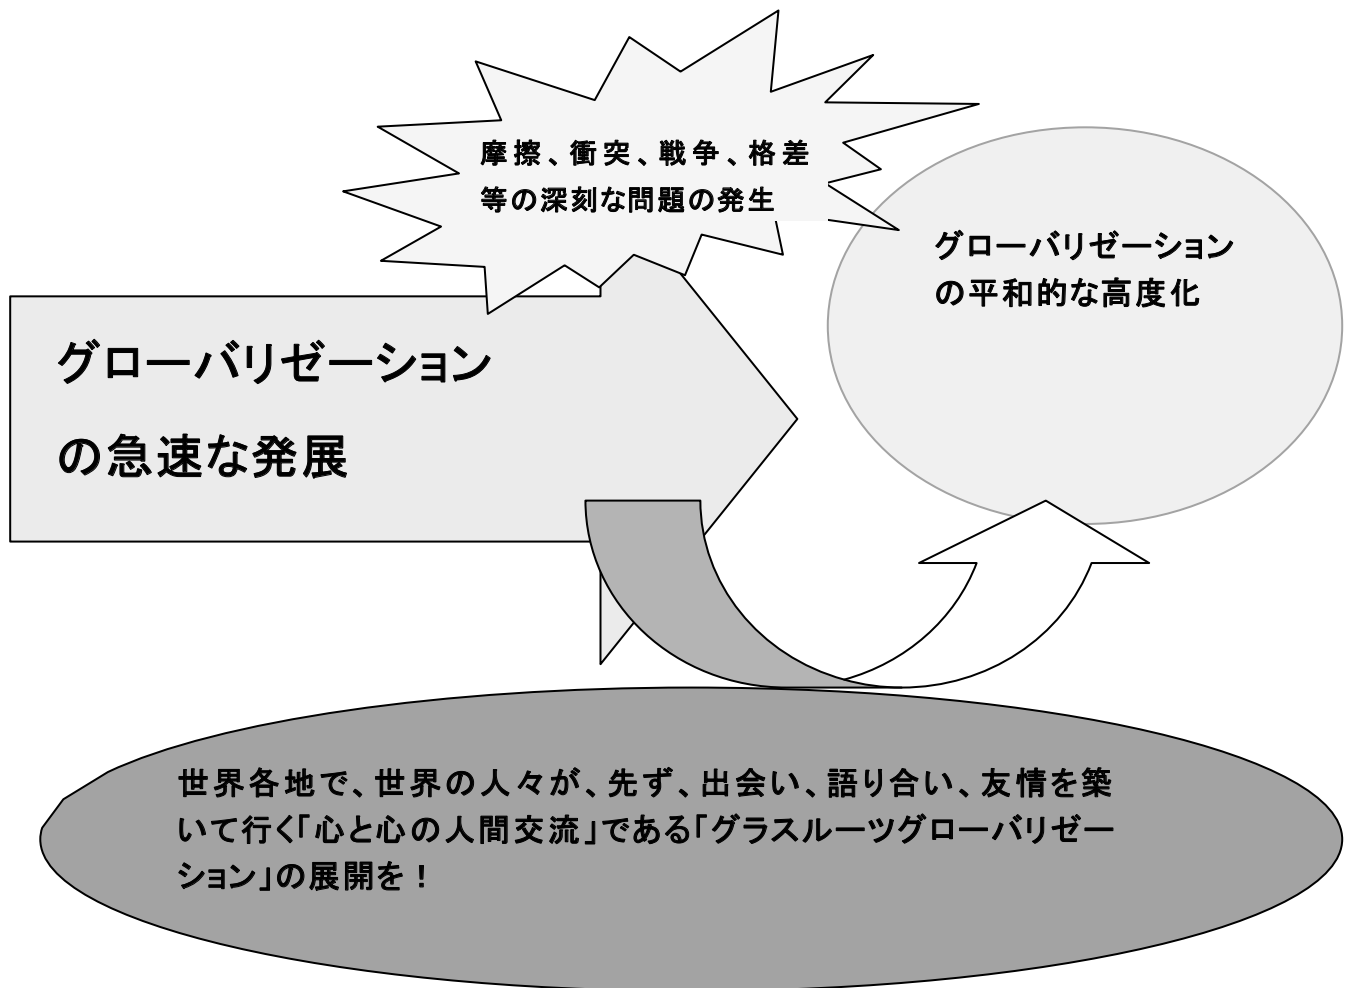 摩擦、衝突、戦争、格差
等の深刻な問題の発生
グローバリゼーション
の平和的な高度化
グローバリゼーション
の急速な発展
世界各地で、世界の人々が、先ず、出会い、語り合い、友情を築
いて行く「心と心の人間交流」である「グラスルーツグローバリゼー
ション」の展開を！